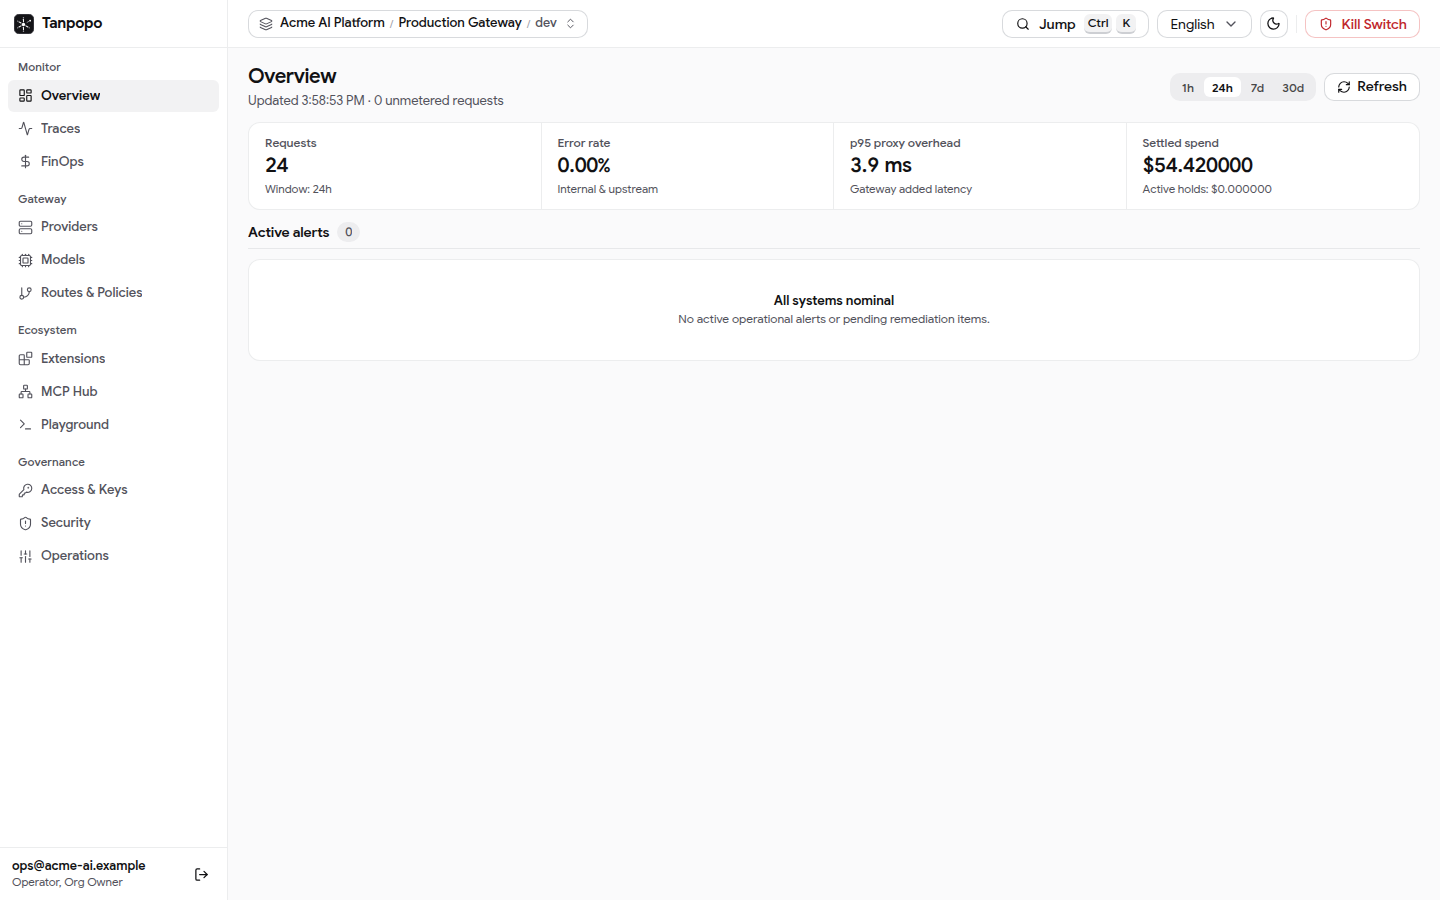 Tanpopo
Acme AI Platform / Production Gateway / dev
Jump Ctrl K
English
Kill Switch
Monitor
Overview
Traces
FinOps
Gateway
Providers
Models
Routes & Policies
Ecosystem
Extensions
MCP Hub
Playground
Governance
Access & Keys
Security
Operations
ops@acme-ai.example
Operator, Org Owner
Overview
Updated 3:58:53 PM · 0 unmetered requests
1h 24h 7d 30d
Refresh
Requests
24
Window: 24h
Error rate
0.00%
Internal & upstream
p95 proxy overhead
3.9 ms
Gateway added latency
Settled spend
$54.420000
Active holds: $0.000000
Active alerts 0
All systems nominal
No active operational alerts or pending remediation items.